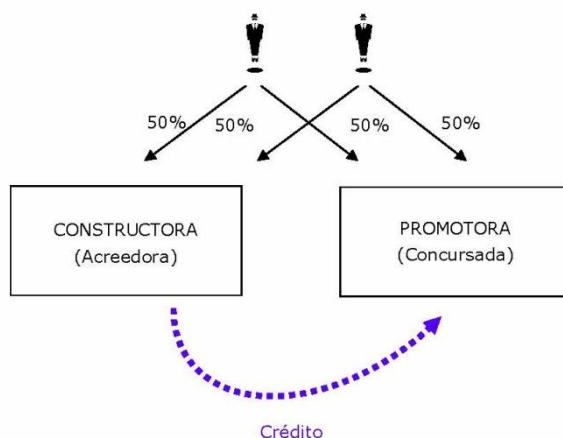 50% 50% 50% 50%
CONSTRUCTORA
(Acreedora)
PROMOTORA
(Concursada)
Crédito